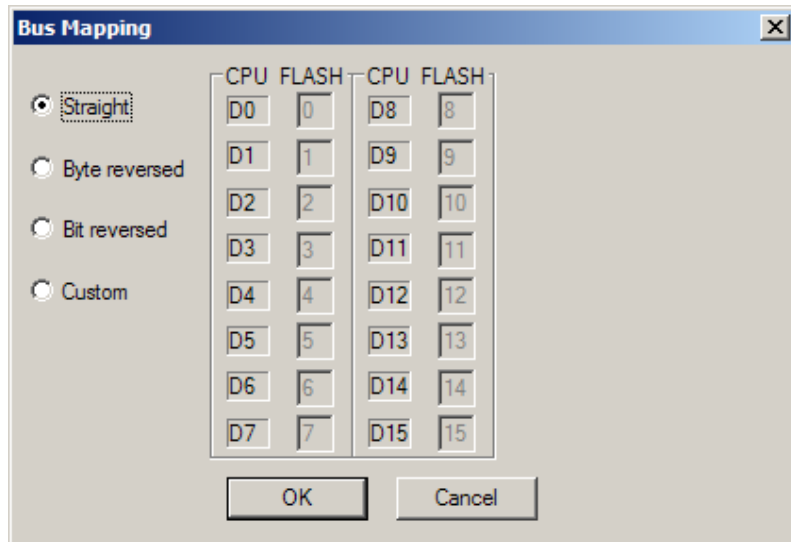 Bus Mapping
CPU FLASH CPU FLASH
Straight D0 0 D8 8
D1 1 D9 9
Byte reversed
D2 2 D10 10
Bit reversed
D3 3 D11 11
Custom D4 4 D12 12
D5 5 D13 13
D6 6 D14 14
D7 7 D15 15
OK Cancel